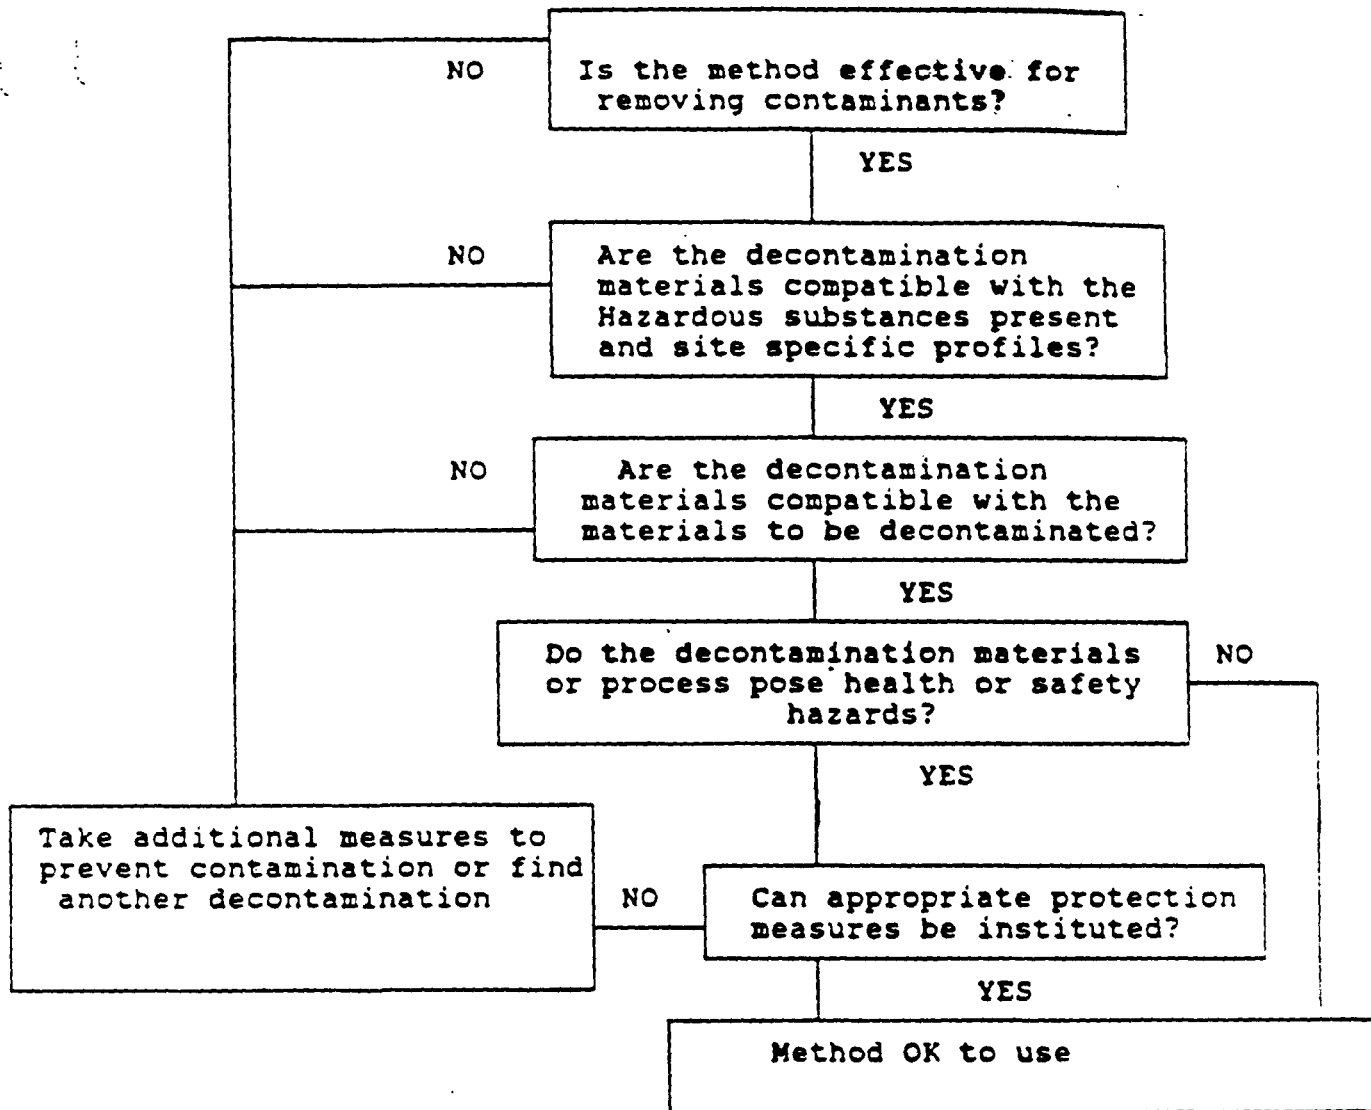 NO
Is the method effective for
removing contaminants?
YES
NO
Are the decontamination
materials compatible with the
Hazardous substances present
and site specific profiles?
YES
NO
Are the decontamination
materials compatible with the
materials to be decontaminated?
YES
Do the decontamination materials
or process pose health or safety
hazards?
NO
YES
Take additional measures to
prevent contamination or find
another decontamination
NO
Can appropriate protection
measures be instituted?
YES
Method OK to use